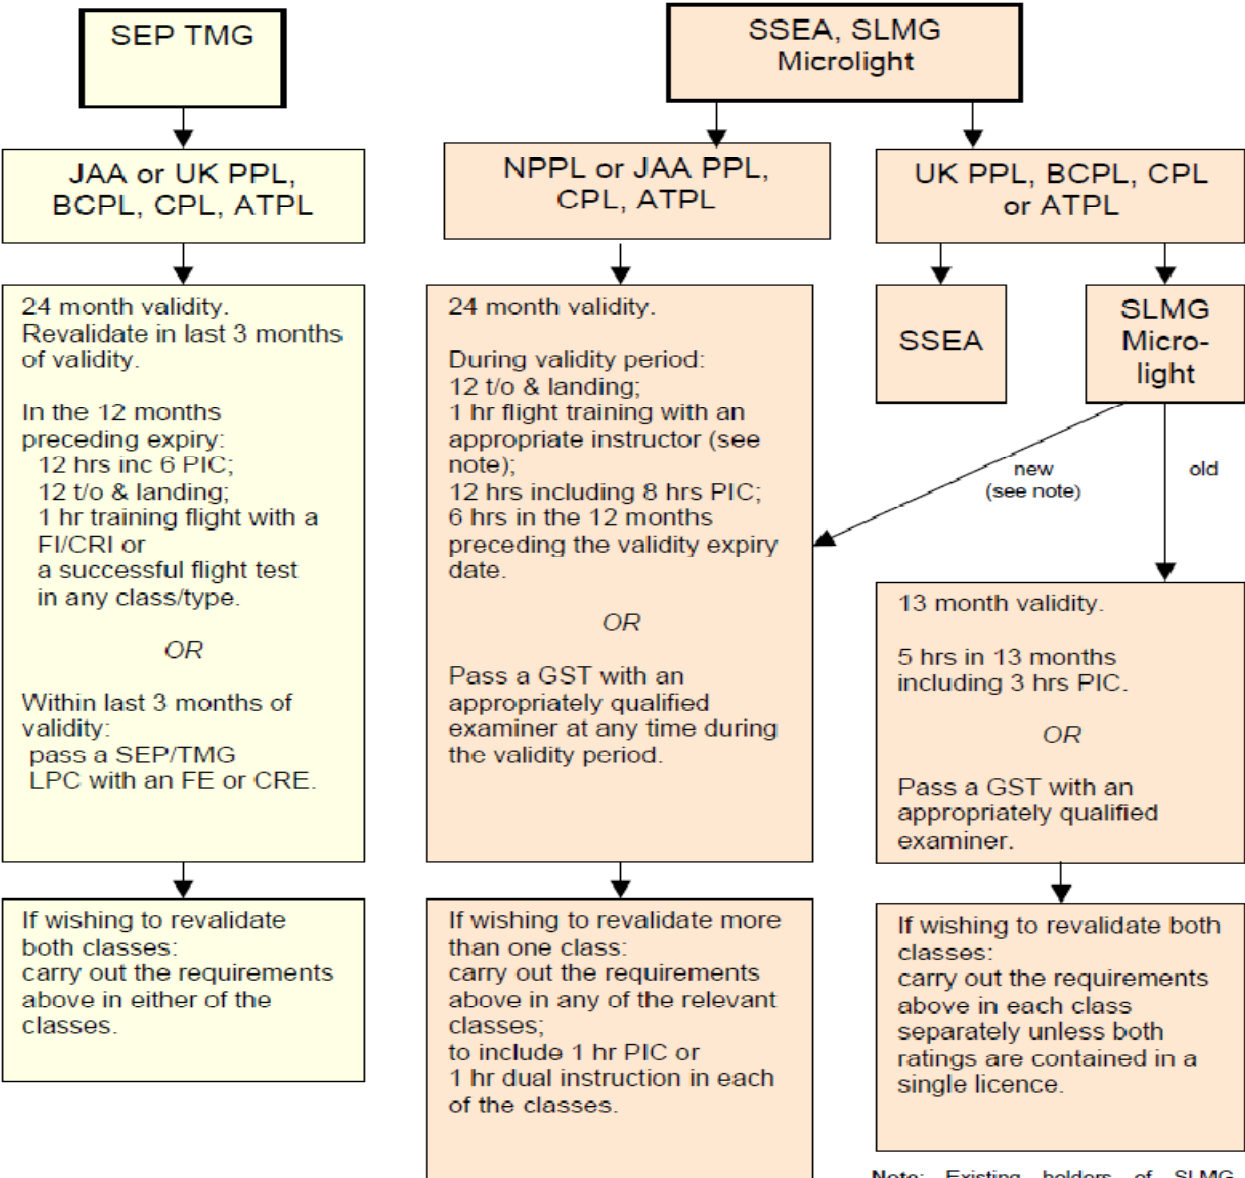 SEP TMG
SSEA, SLMG
Microlight
JAA or UK PPL,
BCPL, CPL, ATPL
NPPL or JAA PPL,
CPL, ATPL
UK PPL, BCPL, CPL
or ATPL
24 month validity.
Revalidate in last 3 months
of validity.
In the 12 months
preceding expiry:
12 hrs inc 6 PIC;
12 t/o & landing;
1 hr training flight with a
FI/CRI or
a successful flight test
in any class/type.
OR
Within last 3 months of
validity:
pass a SEP/TMG
LPC with an FE or CRE.
24 month validity.
During validity period:
12 t/o & landing;
1 hr flight training with an
appropriate instructor (see
note);
12 hrs including 8 hrs PIC;
6 hrs in the 12 months
preceding the validity expiry
date.
OR
Pass a GST with an
appropriately qualified
examiner at any time during
the validity period.
SSEA
SLMG
Micro-
light
new
(see note)
old
13 month validity.
5 hrs in 13 months
including 3 hrs PIC.
OR
Pass a GST with an
appropriately qualified
examiner.
If wishing to revalidate
both classes:
carry out the requirements
above in either of the
classes.
If wishing to revalidate more
than one class:
carry out the requirements
above in any of the relevant
classes;
to include 1 hr PIC or
1 hr dual instruction in each
of the classes.
If wishing to revalidate both
classes:
carry out the requirements
above in each class
separately unless both
ratings are contained in a
single licence.
Note: Existing holders of SLMG